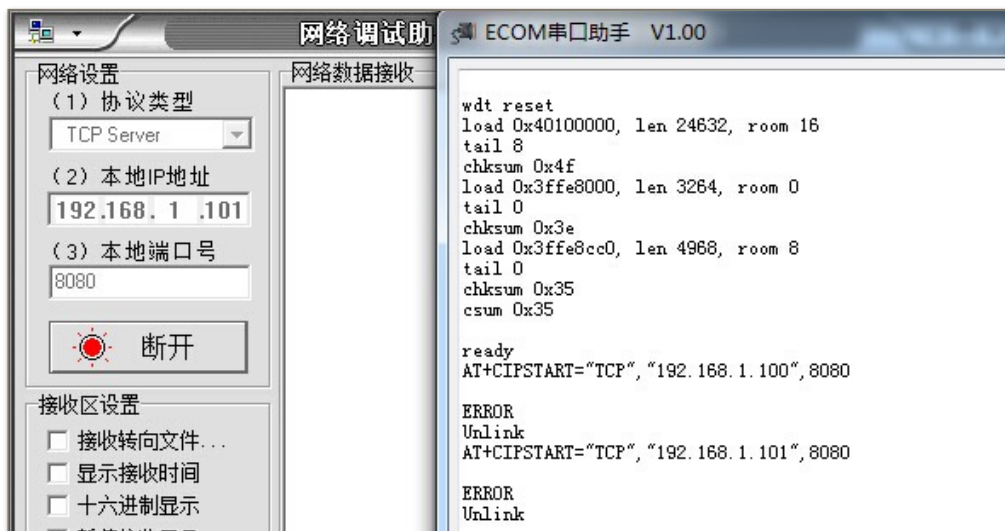 网络调试助
网络设置
（1）协议类型
TCP Server
（2）本地IP地址
192.168. 1 .101
（3）本地端口号
8080
断开
接收区设置
接收转向文件...
显示接收时间
十六进制显示
网络数据接收
ECOM串口助手 V1.00
wdt reset
load 0x40100000, len 24632, room 16
tail 8
chksum 0x4f
load 0x3ffe8000, len 3264, room 0
tail 0
chksum 0x3e
load 0x3ffe8cc0, len 4968, room 8
tail 0
chksum 0x35
csum 0x35
ready
AT+CIPSTART="TCP","192.168.1.100",8080
ERROR
Unlink
AT+CIPSTART="TCP","192.168.1.101",8080
ERROR
Unlink